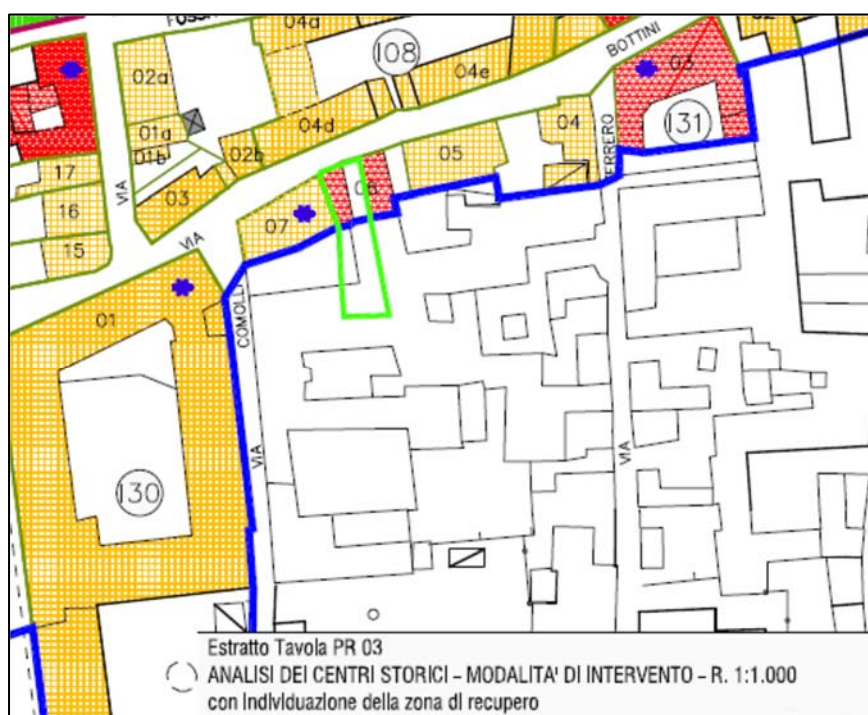 FOSS
04a
BOTTINI
02a
108
04e
03
01a
04d
131
01b
02b
04
17
05
FERRERO
03
VIA
16
06
07
15
VIA
01
COMOLLI
VIA
VIA
130
Estratto Tavola PR 03
ANALISI DEI CENTRI STORICI - MODALITA' DI INTERVENTO - R. 1:1.000
con individuazione della zona di recupero